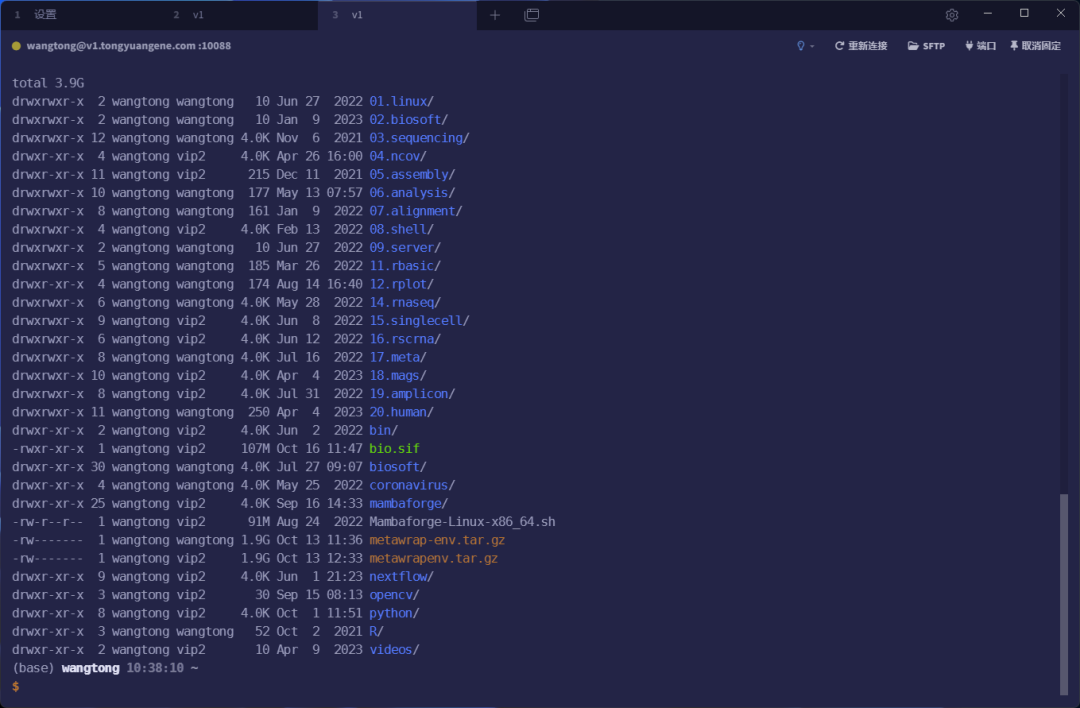 1 设置 2 v1 3 v1
wangtong@v1.tongyuangene.com :10088 重新连接 SFTP 端口 取消固定
total 3.9G
drwxrwxr-x  2 wangtong wangtong   10 Jun 27  2022 01.linux/
drwxrwxr-x  2 wangtong wangtong   10 Jan  9  2023 02.biosoft/
drwxrwxr-x 12 wangtong wangtong 4.0K Nov  6  2021 03.sequencing/
drwxr-xr-x  4 wangtong vip2     4.0K Apr 26 16:00 04.ncov/
drwxr-xr-x 11 wangtong vip2      215 Dec 11  2021 05.assembly/
drwxrwxr-x 10 wangtong wangtong  177 May 13 07:57 06.analysis/
drwxrwxr-x  8 wangtong wangtong  161 Jan  9  2022 07.alignment/
drwxr-xr-x  4 wangtong vip2     4.0K Feb 13  2022 08.shell/
drwxrwxr-x  2 wangtong wangtong   10 Jun 27  2022 09.server/
drwxrwxr-x  5 wangtong wangtong  185 Mar 26  2022 11.rbasic/
drwxrwxr-x  4 wangtong wangtong  174 Aug 14 16:40 12.rplot/
drwxrwxr-x  6 wangtong wangtong 4.0K May 28  2022 14.rnaseq/
drwxrwxr-x  9 wangtong vip2     4.0K Jun  8  2022 15.singlecell/
drwxrwxr-x  6 wangtong vip2     4.0K Jun 12  2022 16.rscrna/
drwxrwxr-x  8 wangtong wangtong 4.0K Jul 16  2022 17.meta/
drwxrwxr-x 10 wangtong vip2     4.0K Apr  4  2023 18.mags/
drwxrwxr-x  8 wangtong vip2     4.0K Jul 31  2022 19.amplicon/
drwxrwxr-x 11 wangtong wangtong  250 Apr  4  2023 20.human/
drwxr-xr-x  2 wangtong vip2     4.0K Jun  2  2022 bin/
-rwxr-xr-x  1 wangtong vip2     107M Oct 16 11:47 bio.sif
drwxr-xr-x 30 wangtong wangtong 4.0K Jul 27 09:07 biosoft/
drwxr-xr-x  4 wangtong wangtong 4.0K May 25  2022 coronavirus/
drwxr-xr-x 25 wangtong vip2     4.0K Sep 16 14:33 mambaforge/
-rw-r--r--  1 wangtong vip2      91M Aug 24  2022 Mambaforge-Linux-x86_64.sh
-rw-------  1 wangtong wangtong 1.9G Oct 13 11:36 metawrap-env.tar.gz
-rw-------  1 wangtong vip2     1.9G Oct 13 12:33 metawrapenv.tar.gz
drwxr-xr-x  9 wangtong vip2     4.0K Jun  1 21:23 nextflow/
drwxr-xr-x  3 wangtong vip2       30 Sep 15 08:13 opencv/
drwxr-xr-x  8 wangtong vip2     4.0K Oct  1 11:51 python/
drwxr-xr-x  3 wangtong wangtong   52 Oct  2  2021 R/
drwxr-xr-x  2 wangtong vip2       10 Apr  9  2023 videos/
(base) wangtong 10:38:10 ~
$